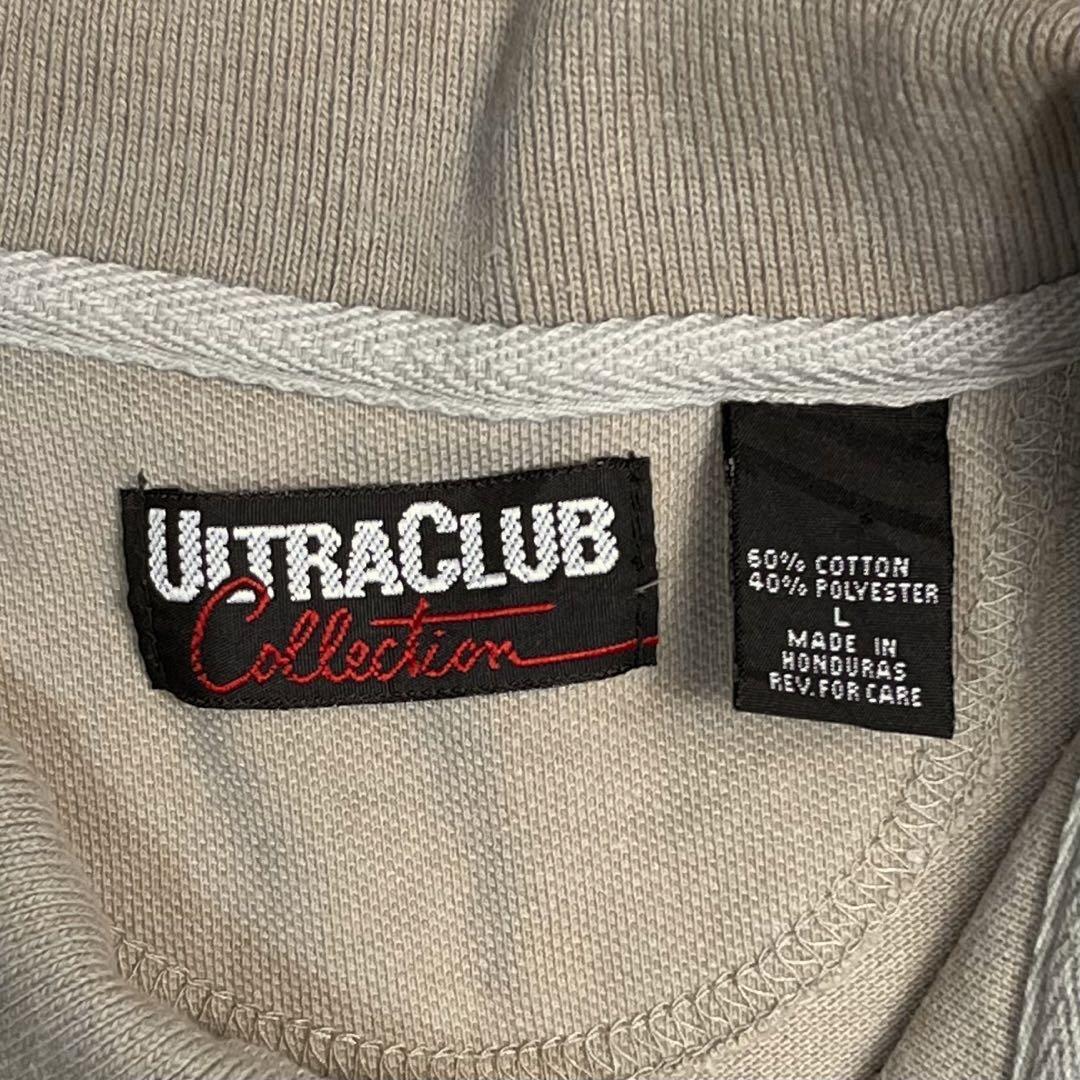 ULTRACLUB
Collection
60% COTTON
40% POLYESTER
L
MADE IN
HONDURAS
REV. FOR CARE